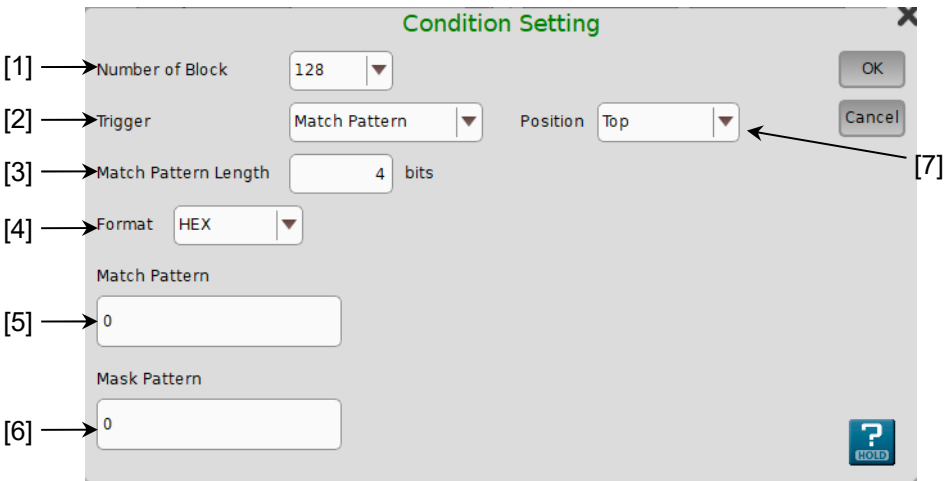 Condition Setting
[1] Number of Block 128 OK
[2] Trigger Match Pattern Position Top Cancel
[3] Match Pattern Length 4 bits [7]
[4] Format HEX
Match Pattern
[5] 0
Mask Pattern
[6] 0
?
HOLD